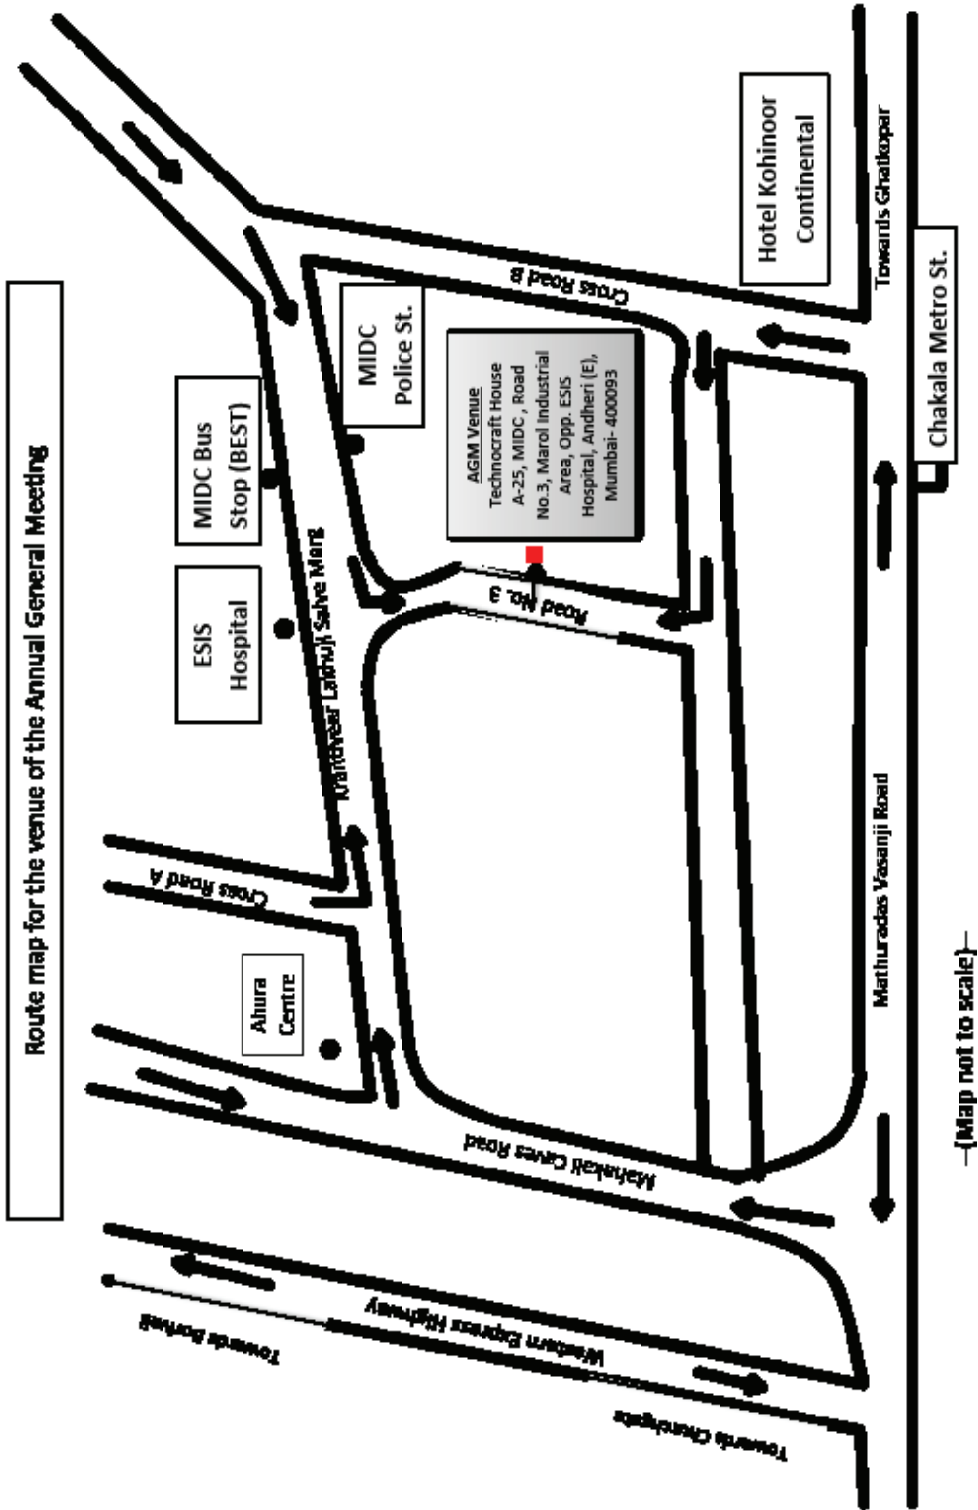 Route map for the venue of the Annual General Meeting
MIDC Bus
Stop (BEST)
ESIS
Hospital
MIDC
Police St.
Hotel Kohinoor
Continental
Ahura
Centre
AGM Venue
Technocraft House
A-25, MIDC , Road
No.3, Marol Industrial
Area, Opp. ESIS
Hospital, Andheri (E),
Mumbai- 400093
Cross Road A
Krantiveer Lakhuji Salve Marg
Cross Road B
Road No. 3
Mahakali Caves Road
Western Express Highway
Towards Borivali
Towards Churchgate
Mathuradas Vasanji Road
Towards Ghatkopar
Chakala Metro St.
(Map not to scale)